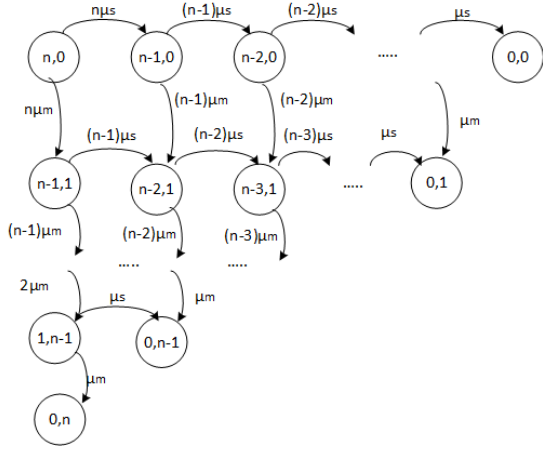 nμs (n-1)μs (n-2)μs μs
n,0 n-1,0 n-2,0 ..... 0,0
nμm (n-1)μm (n-2)μm μm
(n-1)μs (n-2)μs (n-3)μs μs
n-1,1 n-2,1 n-3,1 ..... 0,1
(n-1)μm (n-2)μm (n-3)μm
..... .....
2μm μs μm
1,n-1 0,n-1
μm
0,n